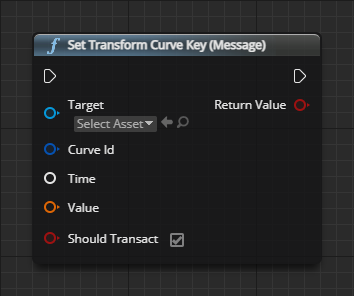 f Set Transform Curve Key (Message)
Target Return Value
Select Asset
Curve Id
Time
Value
Should Transact